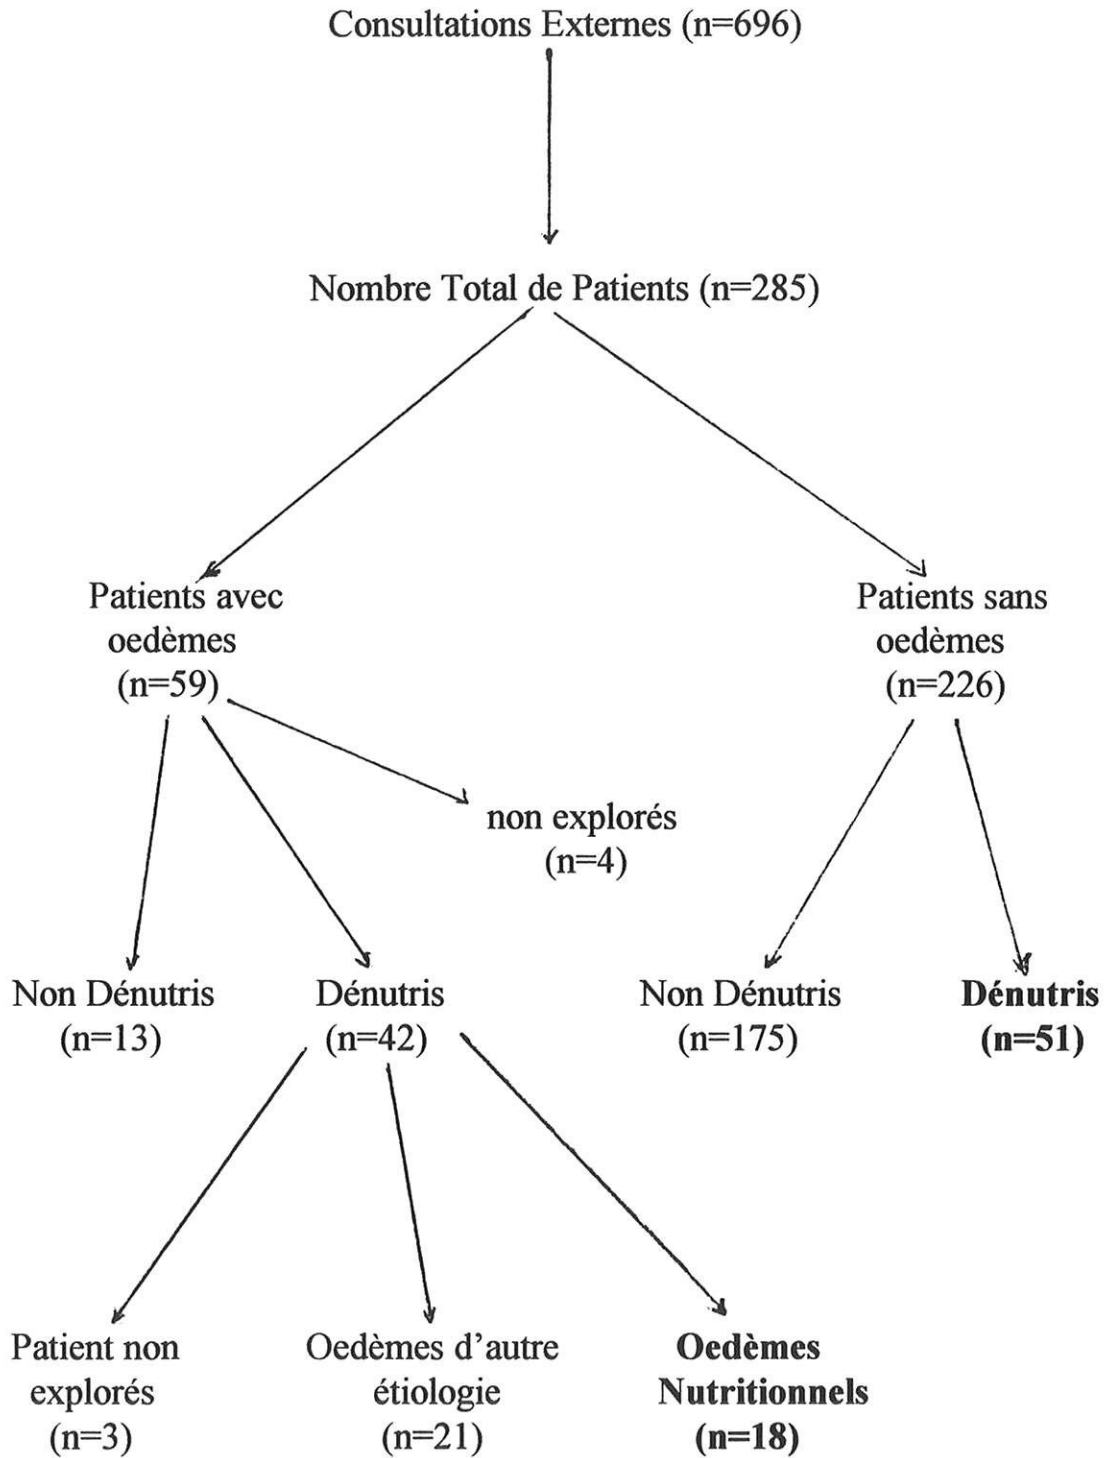 Consultations Externes (n=696)
Nombre Total de Patients (n=285)
Patients avec
oedèmes
(n=59)
Patients sans
oedèmes
(n=226)
non explorés
(n=4)
Non Dénutris
(n=13)
Dénutris
(n=42)
Non Dénutris
(n=175)
Dénutris
(n=51)
Patient non
explorés
(n=3)
Oedèmes d'autre
étiologie
(n=21)
Oedèmes
Nutritionnels
(n=18)